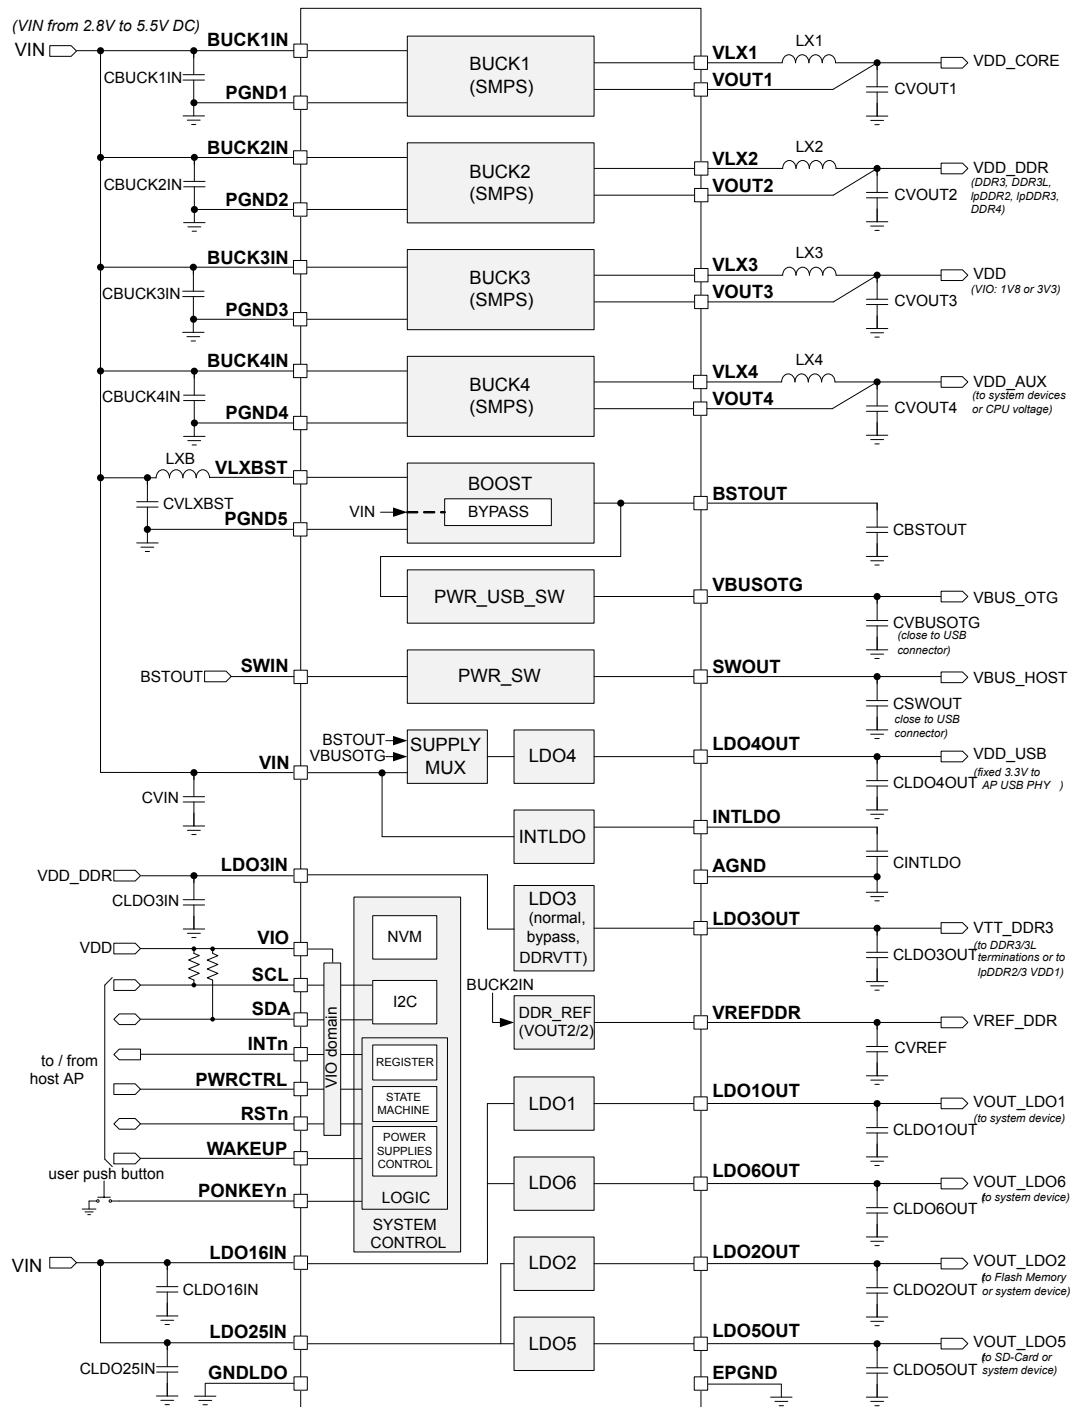 (VIN from 2.8V to 5.5V DC)
VIN
BUCK1IN
CBUCK1IN
PGND1
BUCK1
(SMPS)
VLX1
LX1
VOUT1
VDD_CORE
CVOUT1
BUCK2IN
CBUCK2IN
PGND2
BUCK2
(SMPS)
VLX2
LX2
VOUT2
VDD_DDR
(DDR3, DDR3L,
lpDDR2, lpDDR3,
DDR4)
CVOUT2
BUCK3IN
CBUCK3IN
PGND3
BUCK3
(SMPS)
VLX3
LX3
VOUT3
VDD
(VIO: 1V8 or 3V3)
CVOUT3
BUCK4IN
CBUCK4IN
PGND4
BUCK4
(SMPS)
VLX4
LX4
VOUT4
VDD_AUX
(to system devices
or CPU voltage)
CVOUT4
LXB
VLXBST
CVLXBST
PGND5
VIN
BOOST
BYPASS
BSTOUT
CBSTOUT
PWR_USB_SW
VBUSOTG
VBUS_OTG
CVBUSOTG
(close to USB
connector)
BSTOUT
SWIN
PWR_SW
SWOUT
VBUS_HOST
CSWOUT
close to USB
connector)
BSTOUT
VBUSOTG
VIN
CVIN
SUPPLY
MUX
LDO4
LDO4OUT
VDD_USB
(fixed 3.3V to
AP USB PHY )
CLDO4OUT
INTLDO
INTLDO
CINTLDO
AGND
VDD_DDR
LDO3IN
CLDO3IN
LDO3
(normal,
bypass,
DDRVTT)
LDO3OUT
VTT_DDR3
(to DDR3/3L
terminations or to
lpDDR2/3 VDD1)
CLDO3OUT
VDD
VIO
SCL
SDA
INTn
PWRCTRL
RSTn
WAKEUP
PONKEYn
to / from
host AP
user push button
VIO domain
NVM
I2C
REGISTER
STATE
MACHINE
POWER
SUPPLIES
CONTROL
LOGIC
SYSTEM
CONTROL
BUCK2IN
DDR_REF
(VOUT2/2)
VREFDDR
VREF_DDR
CVREF
LDO1
LDO1OUT
VOUT_LDO1
(to system device)
CLDO1OUT
LDO6
LDO6OUT
VOUT_LDO6
(to system device)
CLDO6OUT
VIN
LDO16IN
CLDO16IN
LDO2
LDO2OUT
VOUT_LDO2
(to Flash Memory
or system device)
CLDO2OUT
LDO25IN
CLDO25IN
LDO5
LDO5OUT
VOUT_LDO5
(to SD-Card or
system device)
CLDO5OUT
GNDLDO
EPGND